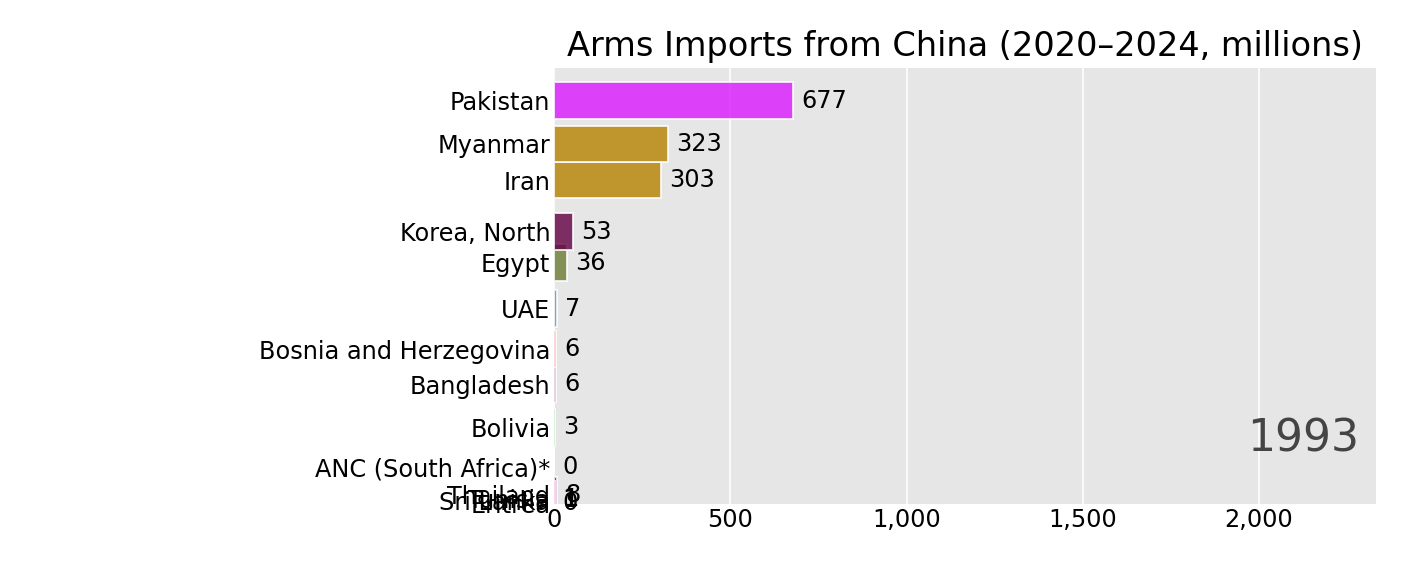 Arms Imports from China (2020–2024, millions)
Pakistan 677
Myanmar 323
Iran 303
Korea, North 53
Egypt 36
UAE 7
Bosnia and Herzegovina 6
Bangladesh 6
Bolivia 3
1993
ANC (South Africa)* 0
Thailand
0 500 1,000 1,500 2,000